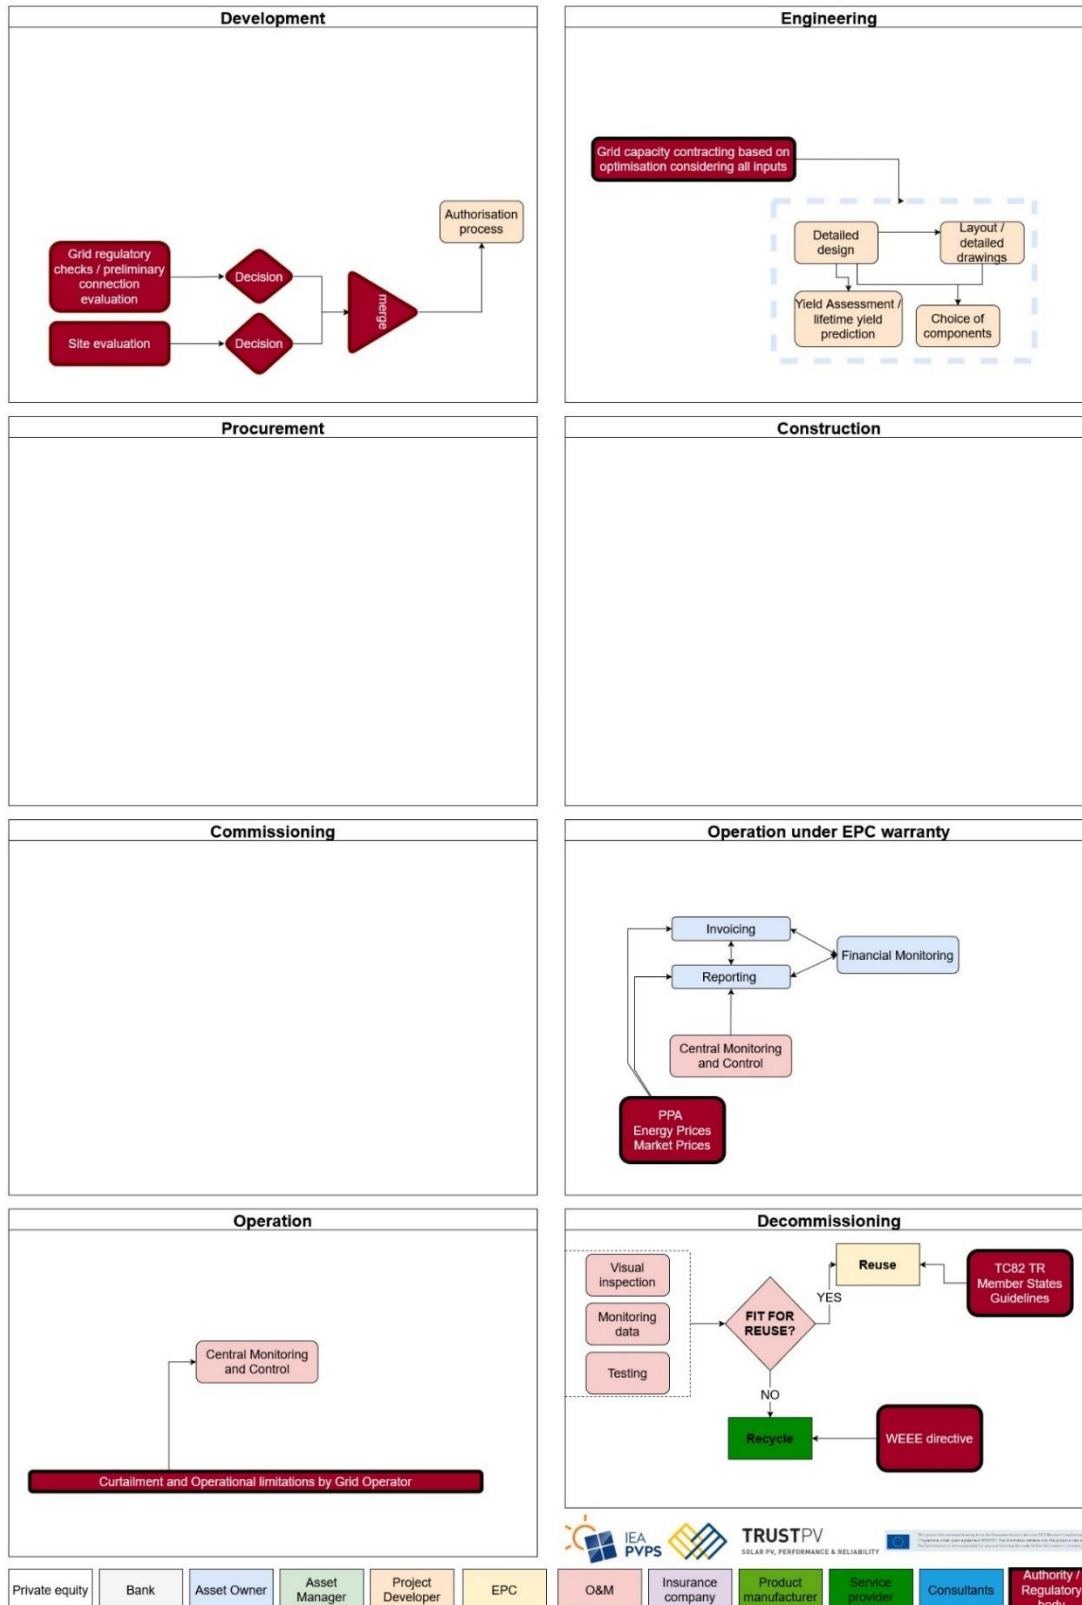 Development
Authorisation
process
Grid regulatory
checks / preliminary
connection
evaluation
Decision
merge
Site evaluation
Decision
Engineering
Grid capacity contracting based on
optimisation considering all inputs
Detailed
design
Layout /
detailed
drawings
Yield Assessment /
lifetime yield
prediction
Choice of
components
Procurement
Construction
Commissioning
Operation under EPC warranty
Invoicing
Financial Monitoring
Reporting
Central Monitoring
and Control
PPA
Energy Prices
Market Prices
Operation
Central Monitoring
and Control
Curtailment and Operational limitations by Grid Operator
Decommissioning
Visual
inspection
Monitoring
data
Testing
FIT FOR
REUSE?
YES
Reuse
TC82 TR
Member States
Guidelines
NO
Recycle
WEEE directive
IEA
PVPS
TRUSTPV
SOLAR PV, PERFORMANCE & RELIABILITY
Private equity
Bank
Asset Owner
Asset
Manager
Project
Developer
EPC
O&M
Insurance
company
Product
manufacturer
Service
provider
Consultants
Authority /
Regulatory
body